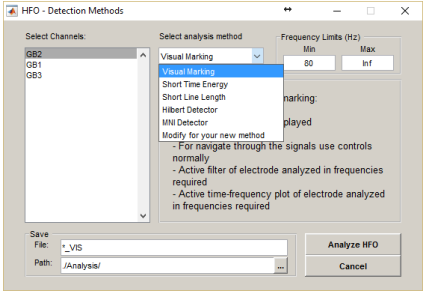 HFO - Detection Methods
Select Channels:
GB2
GB1
GB3
Select analysis method
Visual Marking
Visual Marking
Short Time Energy
Short Line Length
Hilbert Detector
MNI Detector
Modify for your new method
Frequency Limits (Hz)
Min Max
80 Inf
narking:
played
- For navigate through the signals use controls
normally
- Active filter of electrode analyzed in frequencies
required
- Active time-frequency plot of electrode analyzed
in frequencies required
Save
File: *_VIS
Path: ./Analysis/ ...
Analyze HFO
Cancel